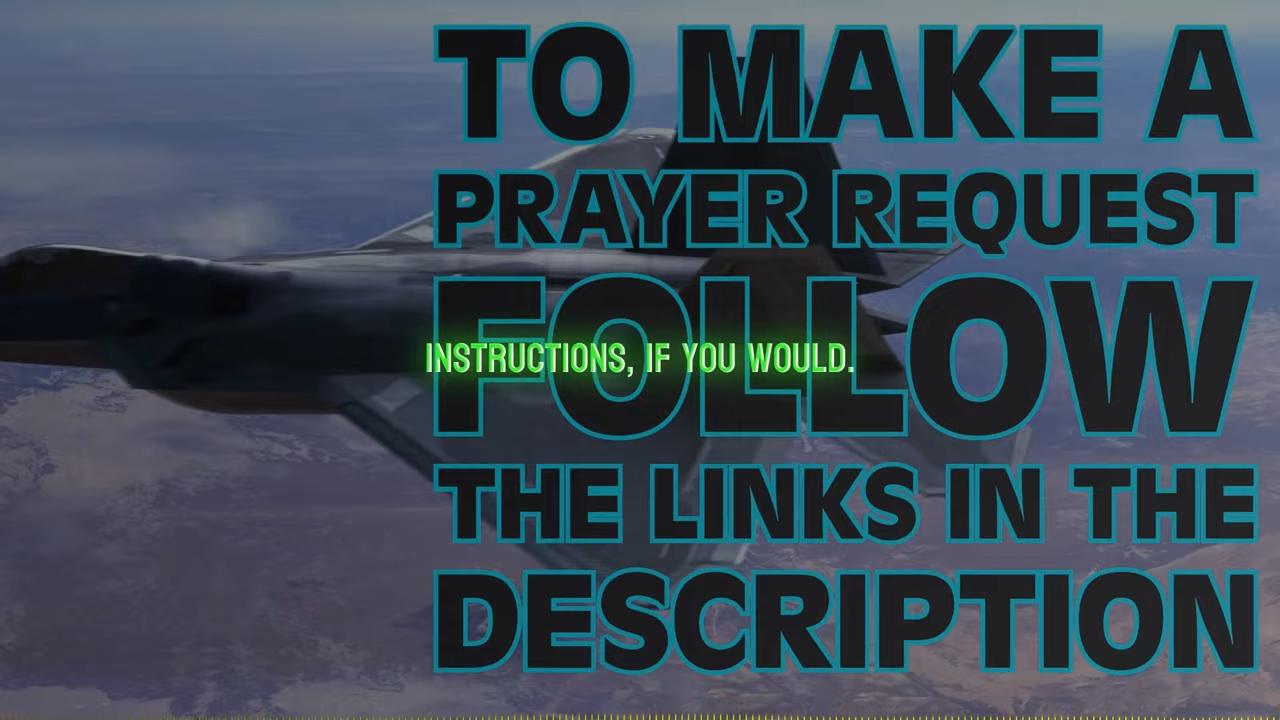 TO MAKE A
PRAYER REQUEST
FOLLOW
INSTRUCTIONS, IF YOU WOULD.
THE LINKS IN THE
DESCRIPTION